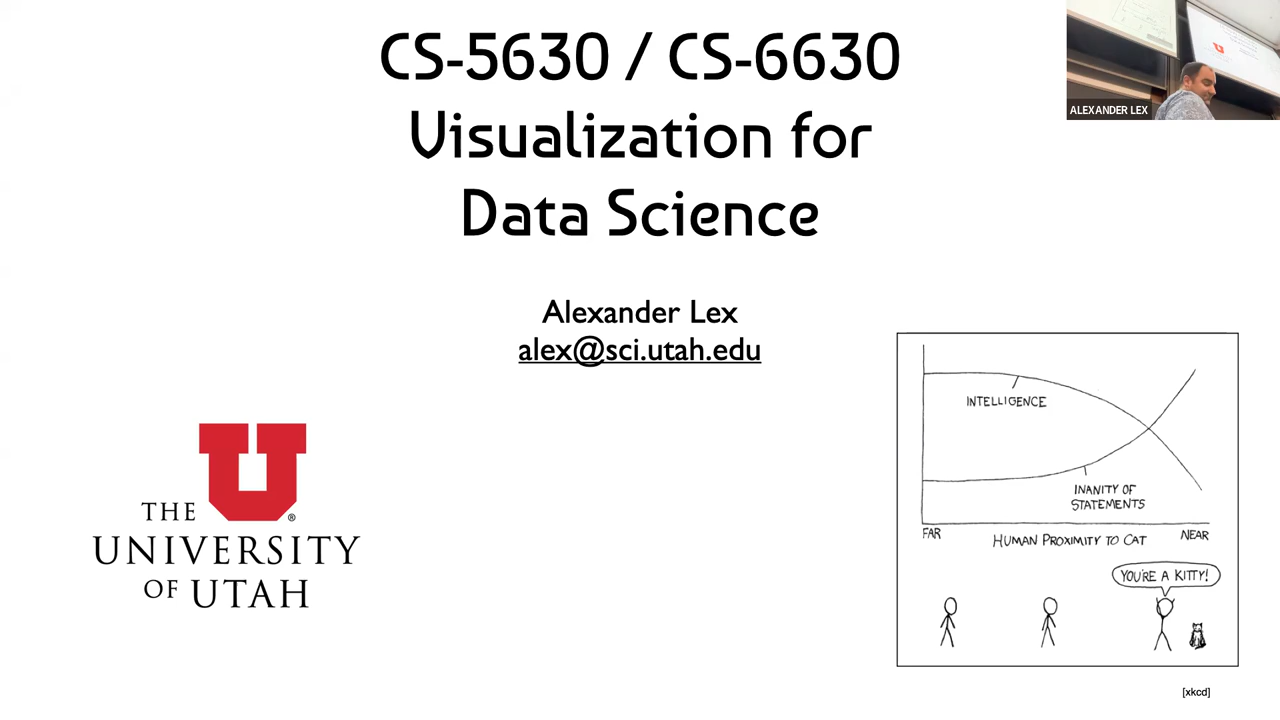 CS-5630 / CS-6630
Visualization for
Data Science
ALEXANDER LEX
Alexander Lex
alex@sci.utah.edu
THE
UNIVERSITY
OF UTAH
®
INTELLIGENCE
INANITY OF
STATEMENTS
FAR
HUMAN PROXIMITY TO CAT
NEAR
YOU'RE A KITTY!
[xkcd]